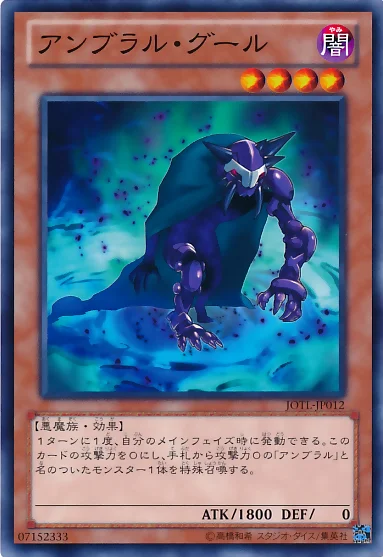 アンブラル・グール
闇
やみ
JOTL-JP012
【悪魔族・効果】
1ターンに1度、自分のメインフェイズ時に発動できる。この
カードの攻撃力を0にし、手札から攻撃力0の「アンブラル」と
名のついたモンスター1体を特殊召喚する。
ATK/1800 DEF/ 0
07152333
©高橋和希 スタジオ・ダイス/集英社